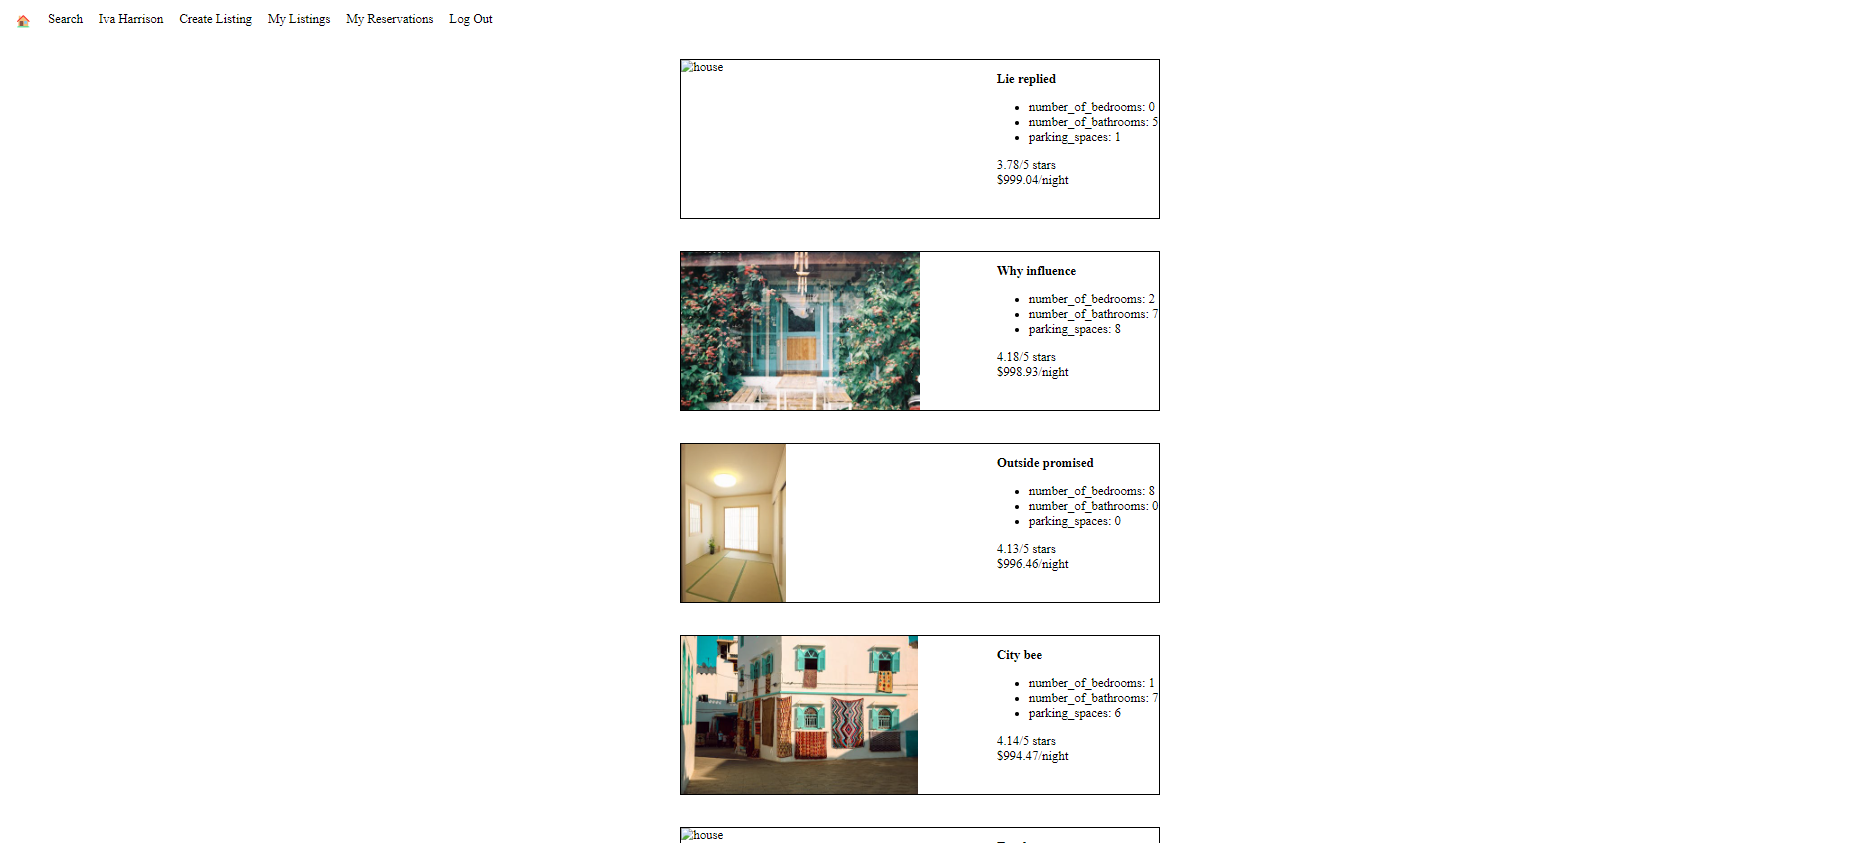 Search Iva Harrison Create Listing My Listings My Reservations Log Out
house
Lie replied
number_of_bedrooms: 0
number_of_bathrooms: 5
parking_spaces: 1
3.78/5 stars
$999.04/night
Why influence
number_of_bedrooms: 2
number_of_bathrooms: 7
parking_spaces: 8
4.18/5 stars
$998.93/night
Outside promised
number_of_bedrooms: 8
number_of_bathrooms: 0
parking_spaces: 0
4.13/5 stars
$996.46/night
City bee
number_of_bedrooms: 1
number_of_bathrooms: 7
parking_spaces: 6
4.14/5 stars
$994.47/night
house